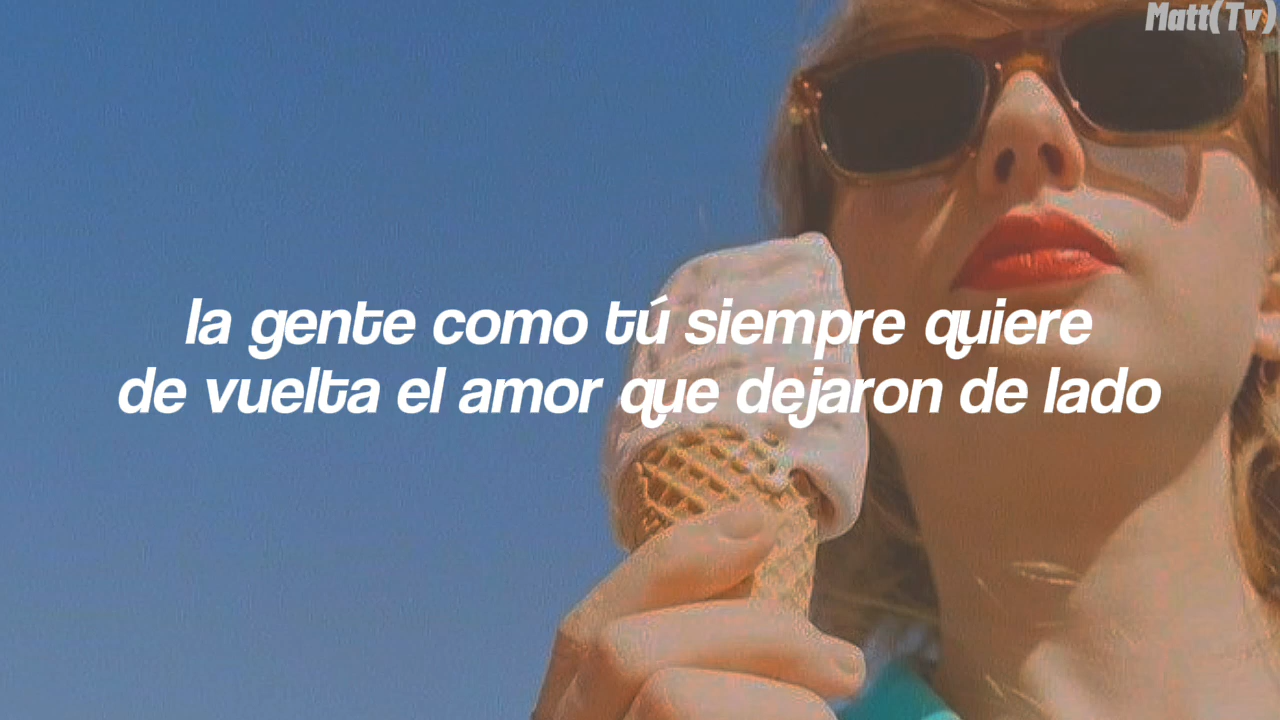 Matt(Tv)
la gente como tú siempre quiere
de vuelta el amor que dejaron de lado